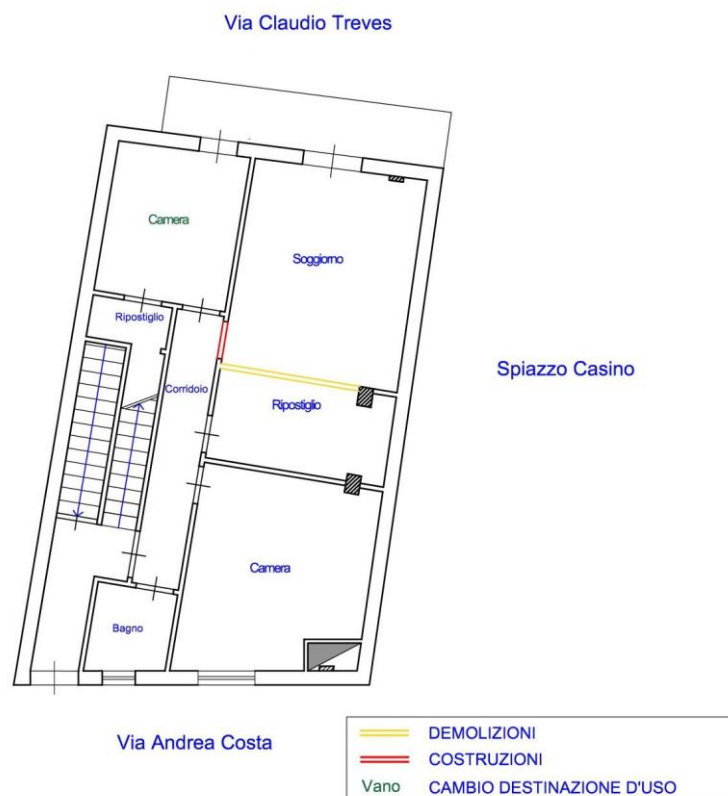 Via Claudio Treves
Camera
Soggiorno
Ripostiglio
Spiazzo Casino
Corridoio
Ripostiglio
Camera
Bagno
Via Andrea Costa
DEMOLIZIONI
COSTRUZIONI
Vano CAMBIO DESTINAZIONE D'USO